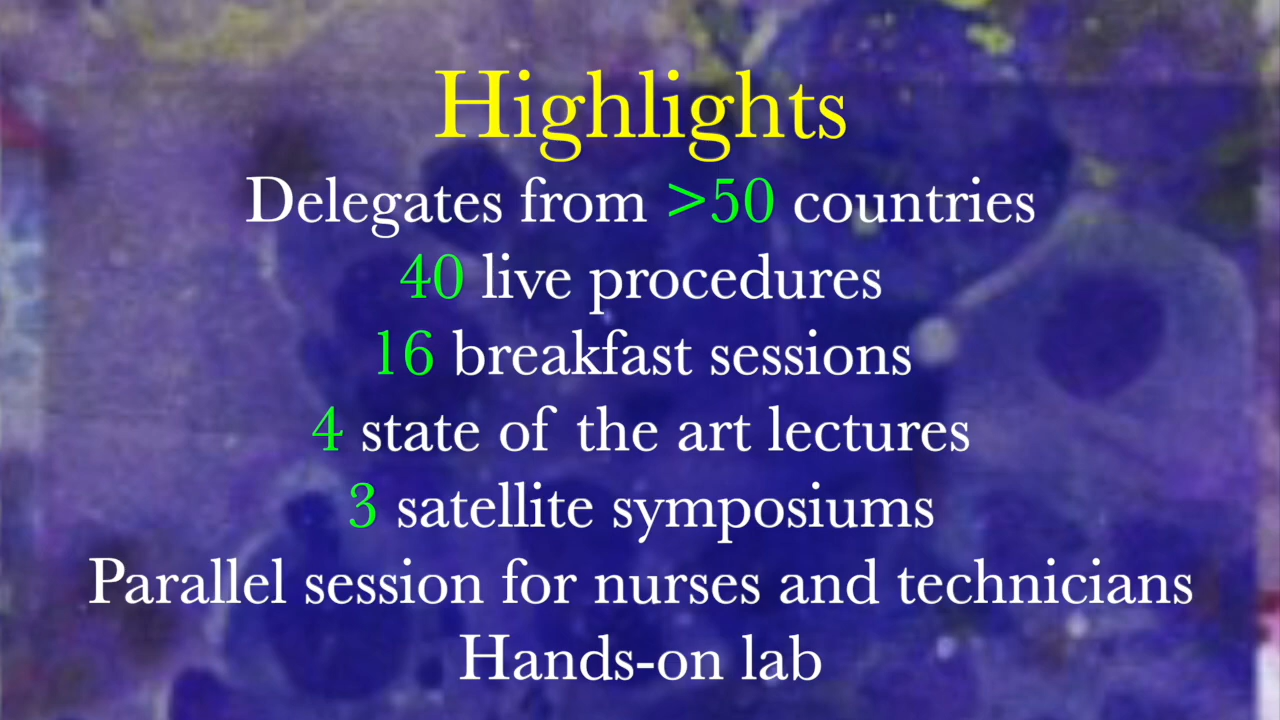 Highlights
Delegates from >50 countries
40 live procedures
16 breakfast sessions
4 state of the art lectures
3 satellite symposiums
Parallel session for nurses and technicians
Hands-on lab